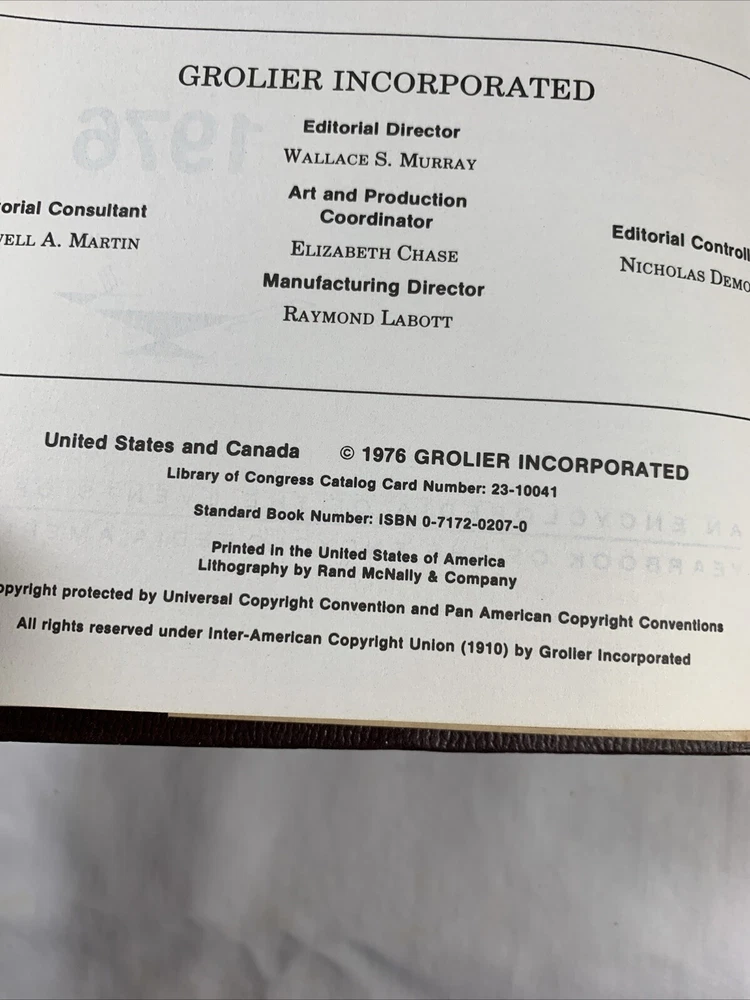 GROLIER INCORPORATED
Editorial Director
WALLACE S. MURRAY
orial Consultant
ELL A. MARTIN
Art and Production
Coordinator
ELIZABETH CHASE
Editorial Controll
NICHOLAS DEMO
Manufacturing Director
RAYMOND LABOTT
United States and Canada © 1976 GROLIER INCORPORATED
Library of Congress Catalog Card Number: 23-10041
Standard Book Number: ISBN 0-7172-0207-0
Printed in the United States of America
Lithography by Rand McNally & Company
opyright protected by Universal Copyright Convention and Pan American Copyright Conventions
All rights reserved under Inter-American Copyright Union (1910) by Grolier Incorporated
1976